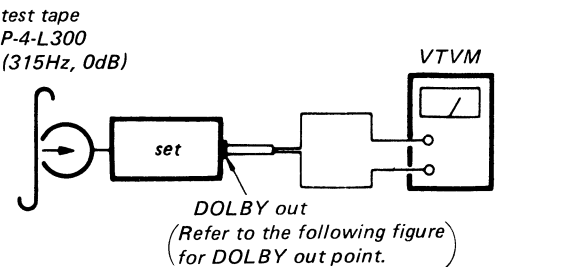 test tape
P-4-L300
(315Hz, 0dB)
VTVM
set
DOLBY out
(Refer to the following figure
for DOLBY out point.)